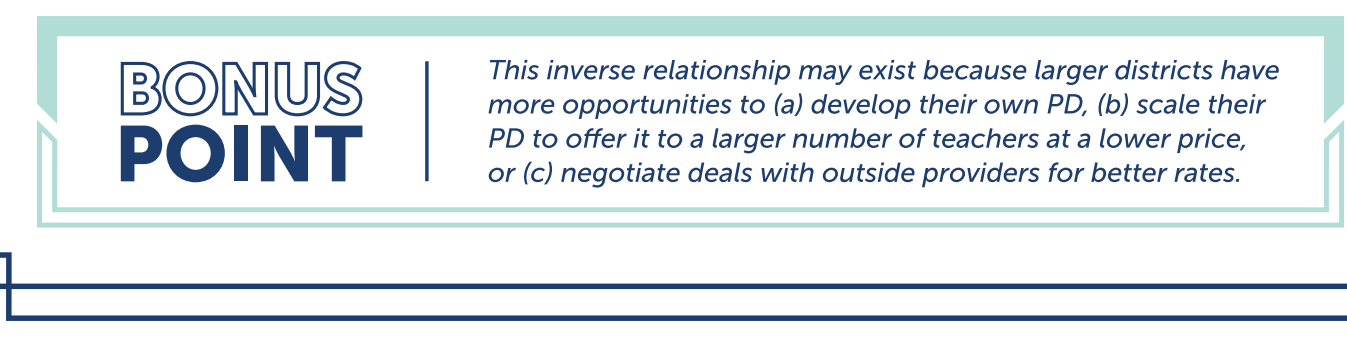 BONUS
POINT
This inverse relationship may exist because larger districts have
more opportunities to (a) develop their own PD, (b) scale their
PD to offer it to a larger number of teachers at a lower price,
or (c) negotiate deals with outside providers for better rates.